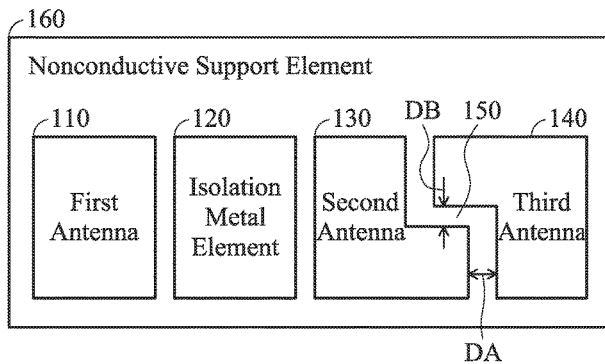 160
Nonconductive Support Element
110
120
130
DB
150
140
First
Antenna
Isolation
Metal
Element
Second
Antenna
Third
Antenna
DA